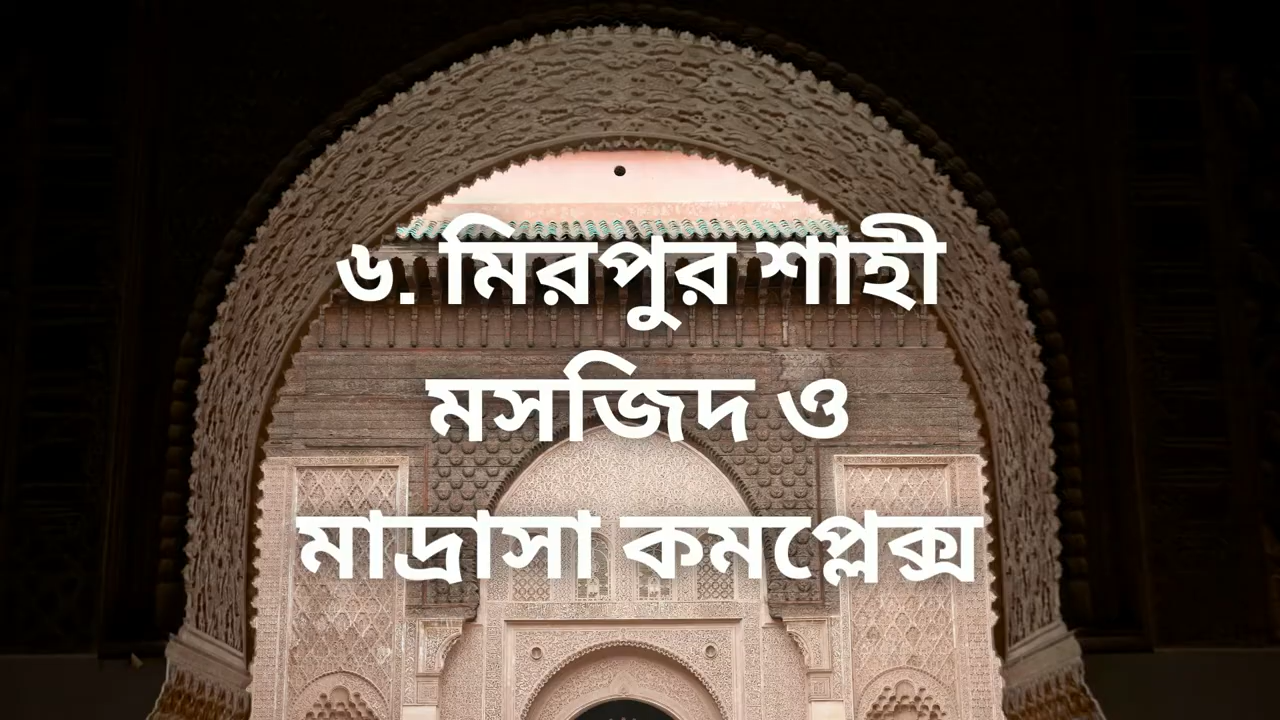 ৬. মিরপুর শাহী
মসজিদ ও
মাদ্রাসা কমপ্লেক্স